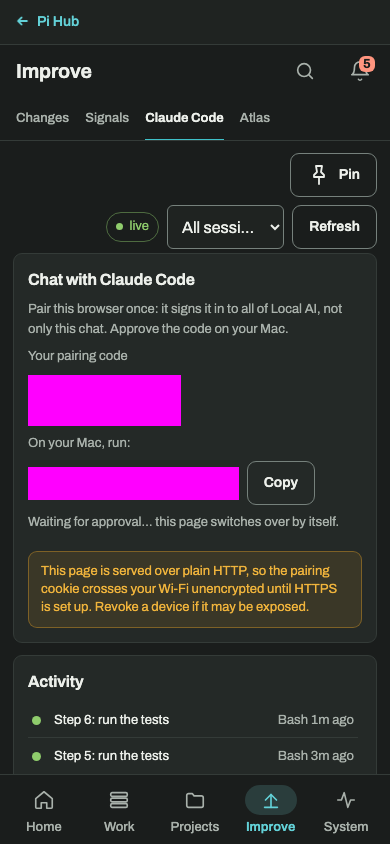 ← Pi Hub
Improve
5
Changes Signals Claude Code Atlas
Pin
live
All sessi...
Refresh
Chat with Claude Code
Pair this browser once: it signs it in to all of Local AI, not
only this chat. Approve the code on your Mac.
Your pairing code
On your Mac, run:
Copy
Waiting for approval... this page switches over by itself.
This page is served over plain HTTP, so the pairing
cookie crosses your Wi-Fi unencrypted until HTTPS
is set up. Revoke a device if it may be exposed.
Activity
Step 6: run the tests Bash 1m ago
Step 5: run the tests Bash 3m ago
Home Work Projects Improve System